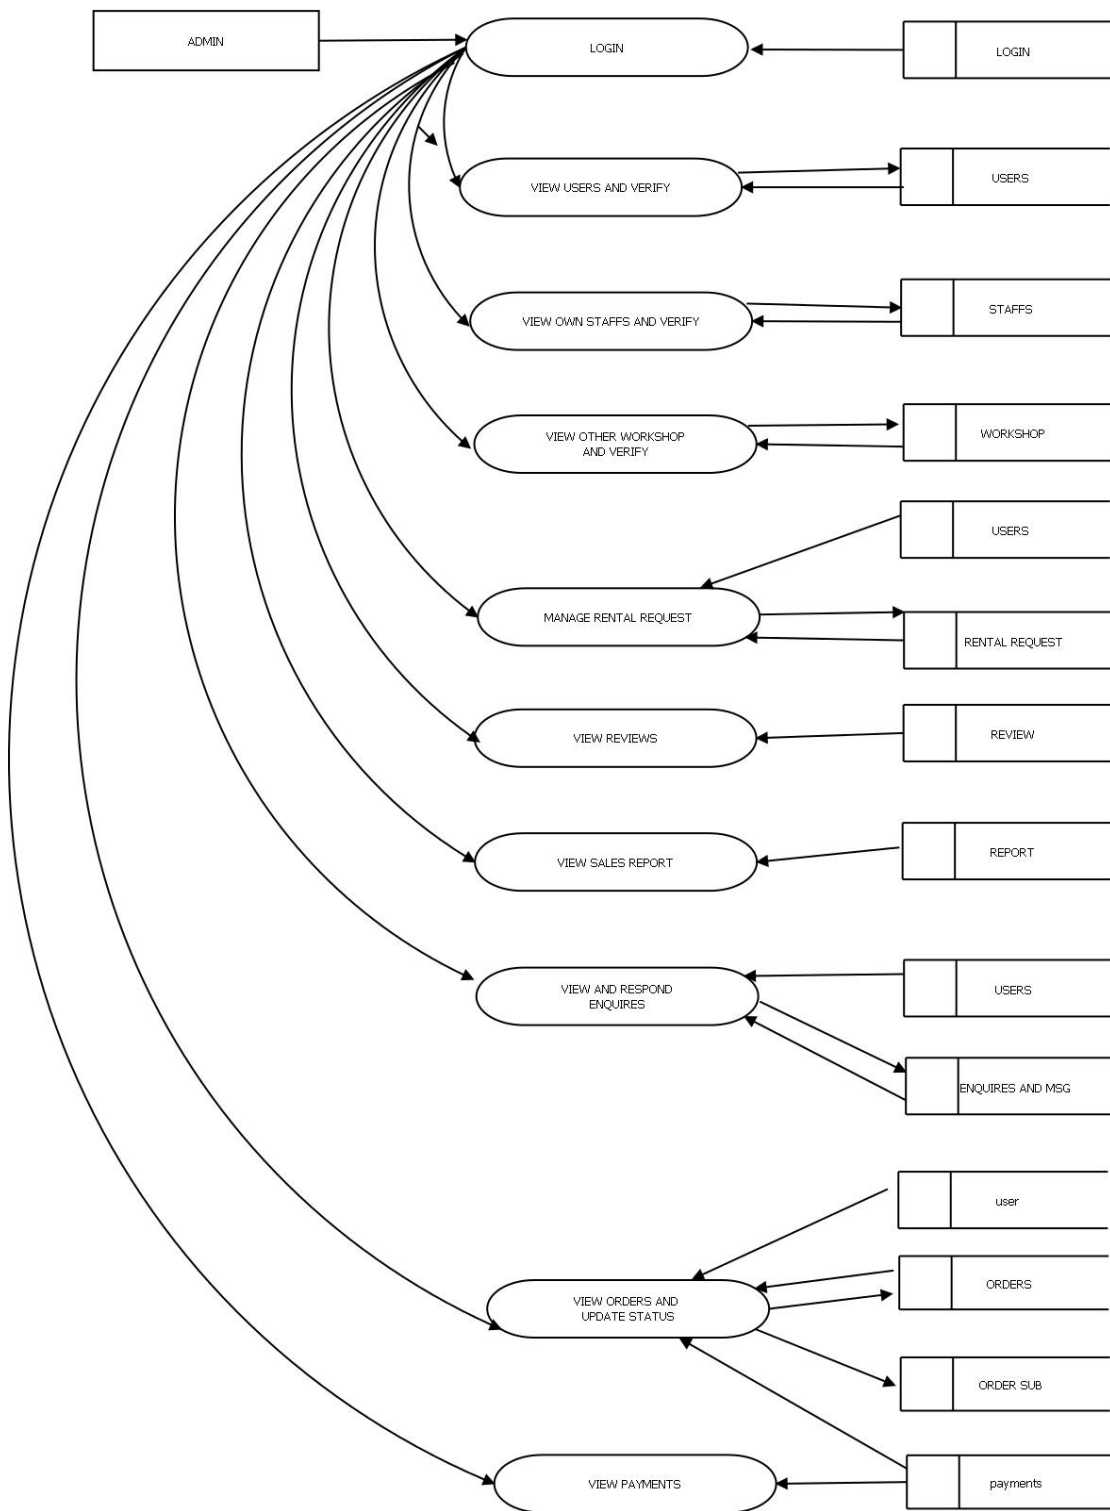 ADMIN
LOGIN
LOGIN
VIEW USERS AND VERIFY
USERS
VIEW OWN STAFFS AND VERIFY
STAFFS
VIEW OTHER WORKSHOP
AND VERIFY
WORKSHOP
USERS
MANAGE RENTAL REQUEST
RENTAL REQUEST
VIEW REVIEWS
REVIEW
VIEW SALES REPORT
REPORT
VIEW AND RESPOND
ENQUIRES
USERS
ENQUIRES AND MSG
user
VIEW ORDERS AND
UPDATE STATUS
ORDERS
ORDER SUB
VIEW PAYMENTS
payments